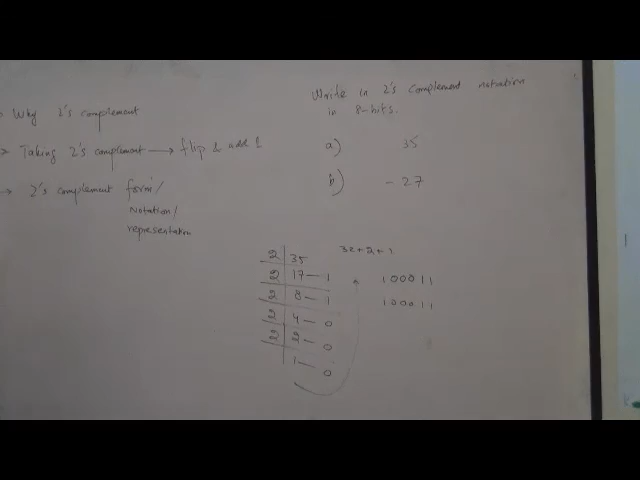 > Why 2's complement
> Taking 2's complement → flip & add 1
→ 2's complement form/
Notation/
representation
Write in 2's complement notation
in 8-bits.
a) 35
b) - 27
2 35 32+2+1
2 17 — 1 100011
2 8 — 1 100011
2 4 — 0
2 2 — 0
1 — 0